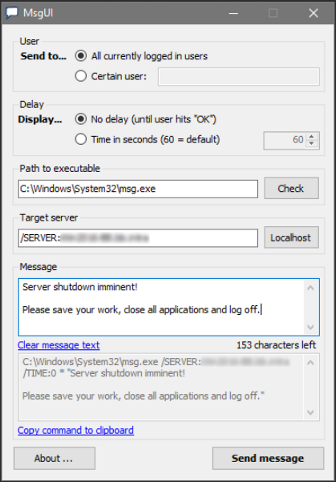 MsgUI
User
Send to... All currently logged in users
Certain user:
Delay
Display... No delay (until user hits "OK")
Time in seconds (60 = default) 60
Path to executable
C:\Windows\System32\msg.exe Check
Target server
/SERVER: Localhost
Message
Server shutdown imminent!
Please save your work, close all applications and log off.
Clear message text 153 characters left
C:\Windows\System32\msg.exe /SERVER:
/TIME:0 * "Server shutdown imminent!
Please save your work, close all applications and log off."
Copy command to clipboard
About ... Send message